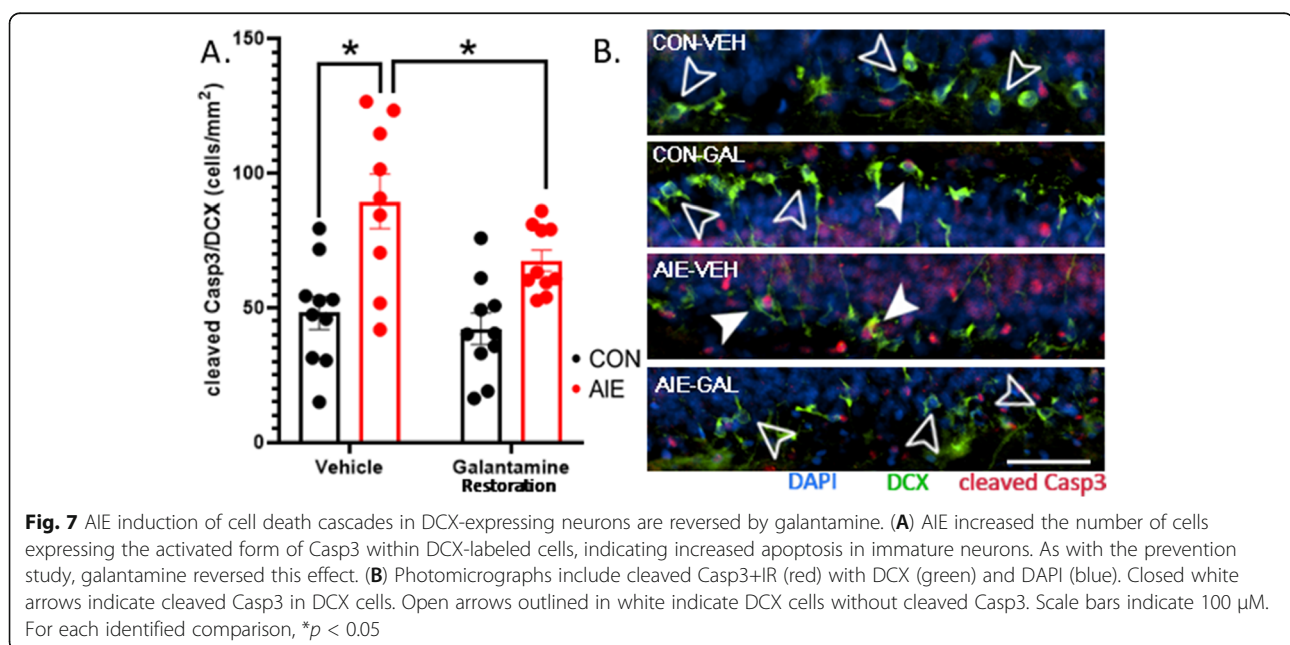 A.
150
*
*
100
50
0
cleaved Casp3/DCX (cells/mm²)
CON
AIE
Vehicle
Galantamine
Restoration
B.
CON-VEH
CON-GAL
AIE-VEH
AIE-GAL
DAPI DCX cleaved Casp3
Fig. 7 AIE induction of cell death cascades in DCX-expressing neurons are reversed by galantamine. (A) AIE increased the number of cells
expressing the activated form of Casp3 within DCX-labeled cells, indicating increased apoptosis in immature neurons. As with the prevention
study, galantamine reversed this effect. (B) Photomicrographs include cleaved Casp3+IR (red) with DCX (green) and DAPI (blue). Closed white
arrows indicate cleaved Casp3 in DCX cells. Open arrows outlined in white indicate DCX cells without cleaved Casp3. Scale bars indicate 100 μM.
For each identified comparison, *p < 0.05